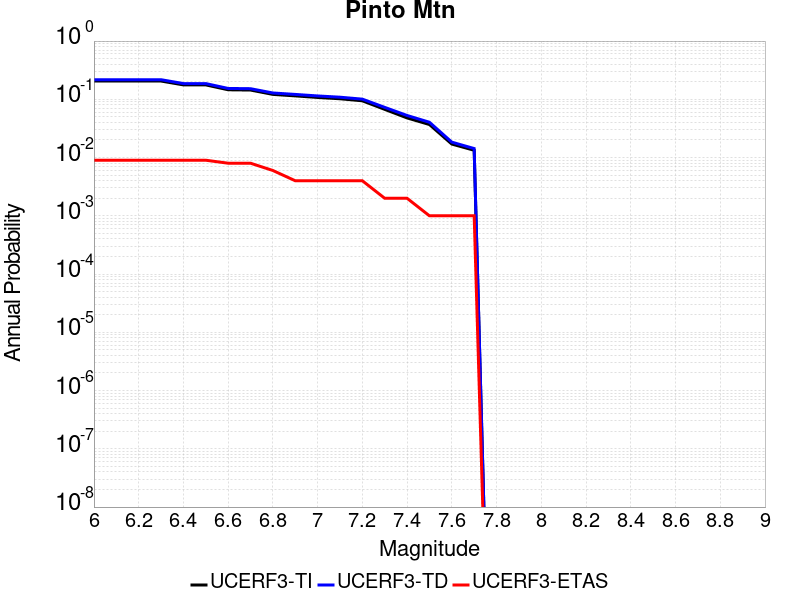 Pinto Mtn
10^0
10^-1
10^-2
10^-3
10^-4
10^-5
10^-6
10^-7
10^-8
Annual Probability
6 6.2 6.4 6.6 6.8 7 7.2 7.4 7.6 7.8 8 8.2 8.4 8.6 8.8 9
Magnitude
UCERF3-TI UCERF3-TD UCERF3-ETAS